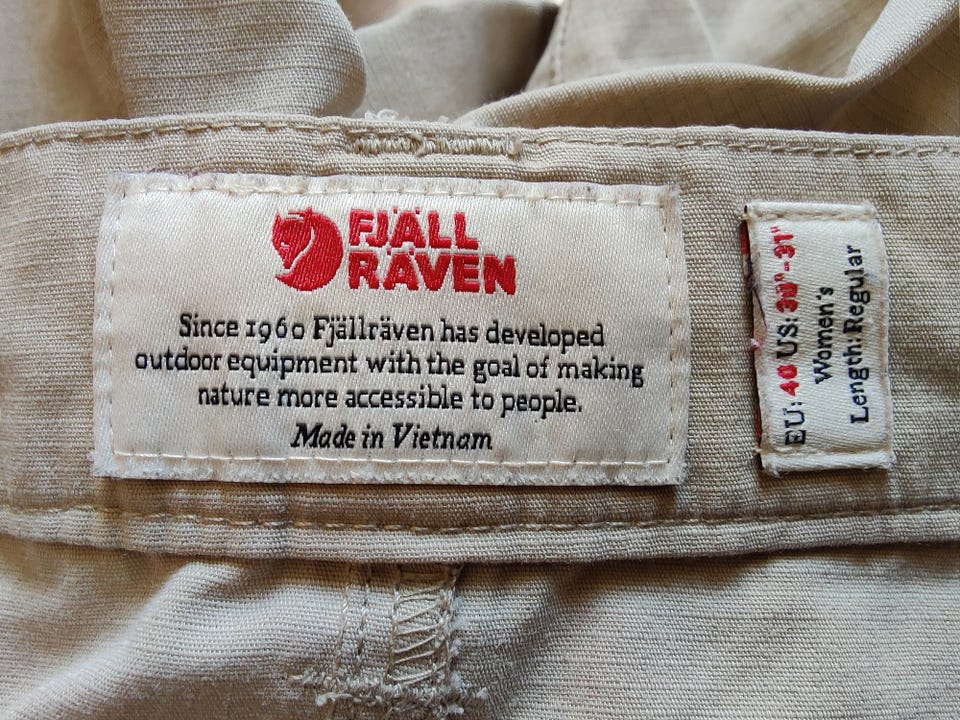 FJÄLL
RÄVEN
Since 1960 Fjällräven has developed
outdoor equipment with the goal of making
nature more accessible to people.
Made in Vietnam
EU: 40 US: 30"-31"
Women's
Length: Regular